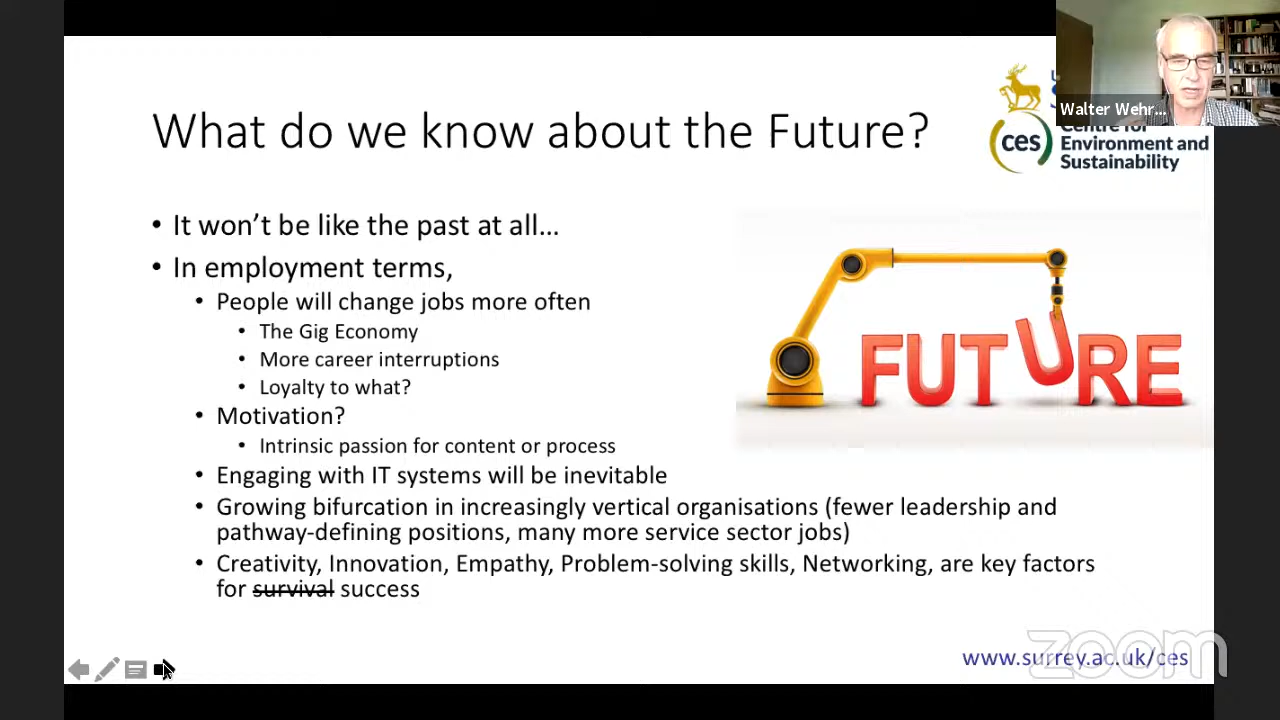 What do we know about the Future?
Walter Wehr...
ces
Centre for
Environment and
Sustainability
• It won’t be like the past at all…
• In employment terms,
• People will change jobs more often
• The Gig Economy
• More career interruptions
• Loyalty to what?
• Motivation?
• Intrinsic passion for content or process
• Engaging with IT systems will be inevitable
• Growing bifurcation in increasingly vertical organisations (fewer leadership and
pathway-defining positions, many more service sector jobs)
• Creativity, Innovation, Empathy, Problem-solving skills, Networking, are key factors
for survival success
FUTURE
www.surrey.ac.uk/ces
zoom